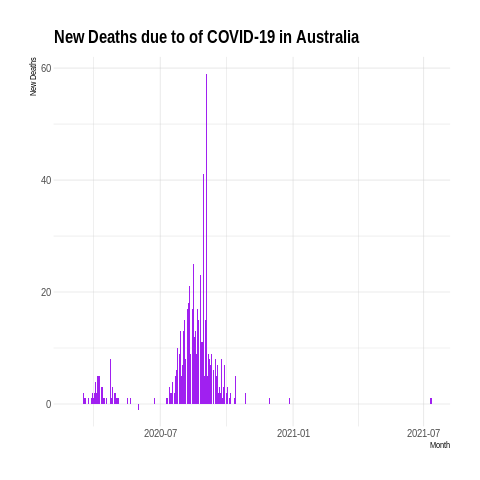 New Deaths due to of COVID-19 in Australia
New Deaths
60
40
20
0
2020-07
2021-01
2021-07
Month